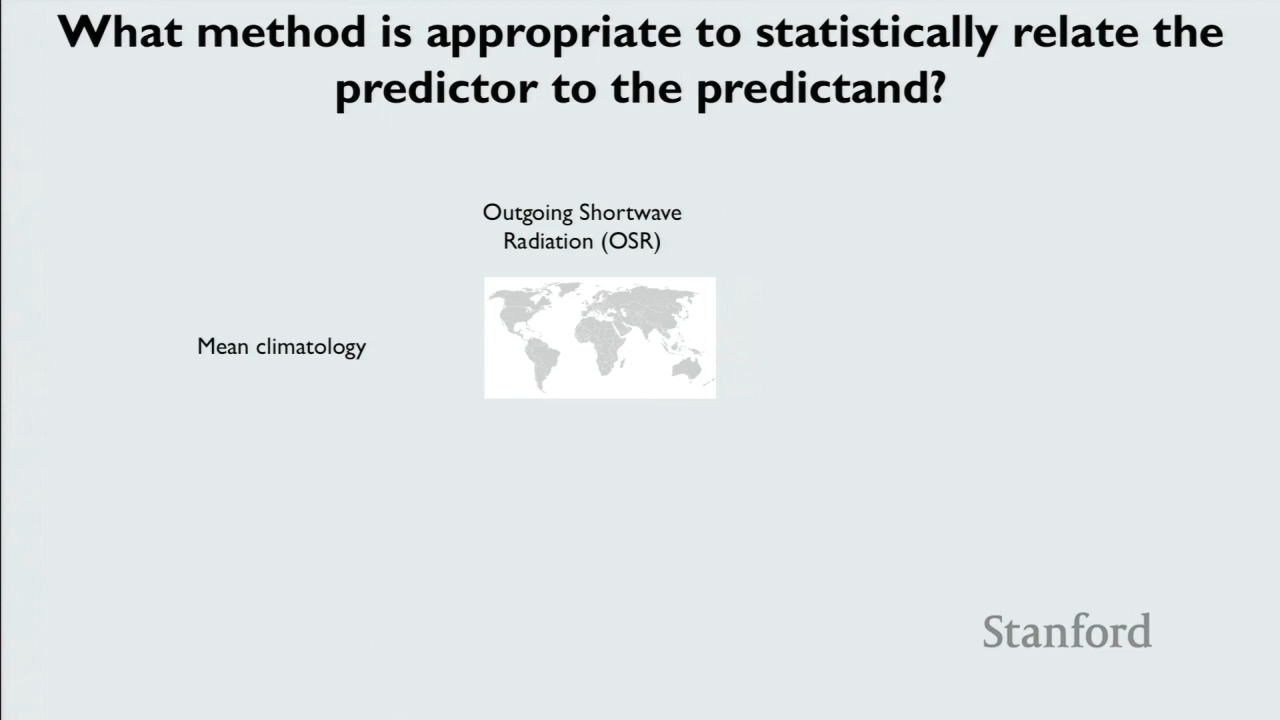 What method is appropriate to statistically relate the
predictor to the predictand?
Outgoing Shortwave
Radiation (OSR)
Mean climatology
Stanford